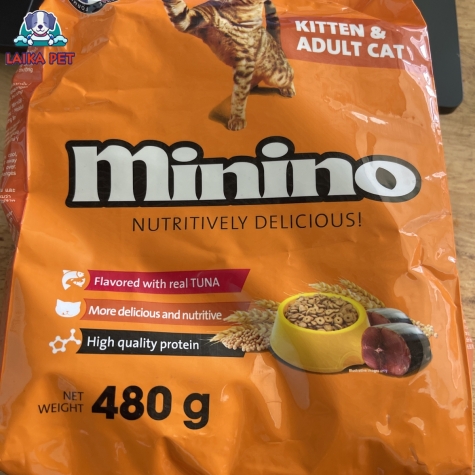 LAIKA PET
KITTEN &
ADULT CAT
minino
NUTRITIVELY DELICIOUS!
Flavored with real TUNA
More delicious and nutritive
High quality protein
NET
WEIGHT
480 g